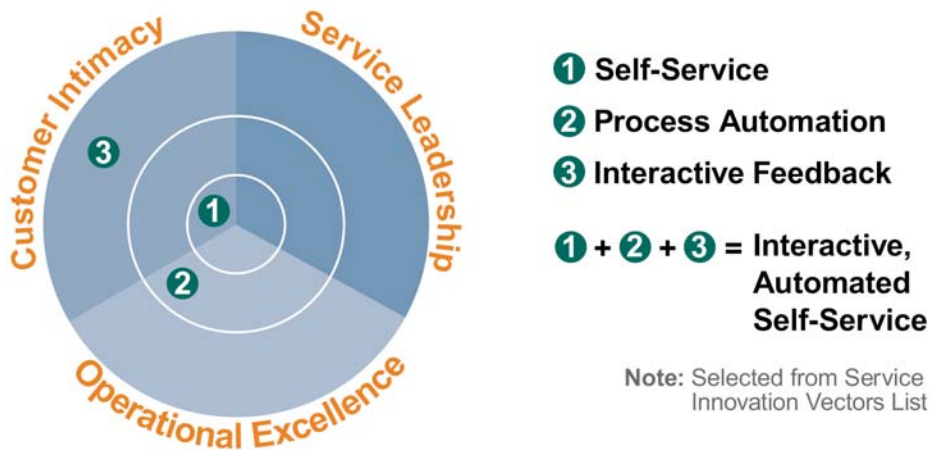 Customer Intimacy
Service Leadership
Operational Excellence
3
1
2
1 Self-Service
2 Process Automation
3 Interactive Feedback
1 + 2 + 3 = Interactive,
Automated
Self-Service
Note: Selected from Service
Innovation Vectors List